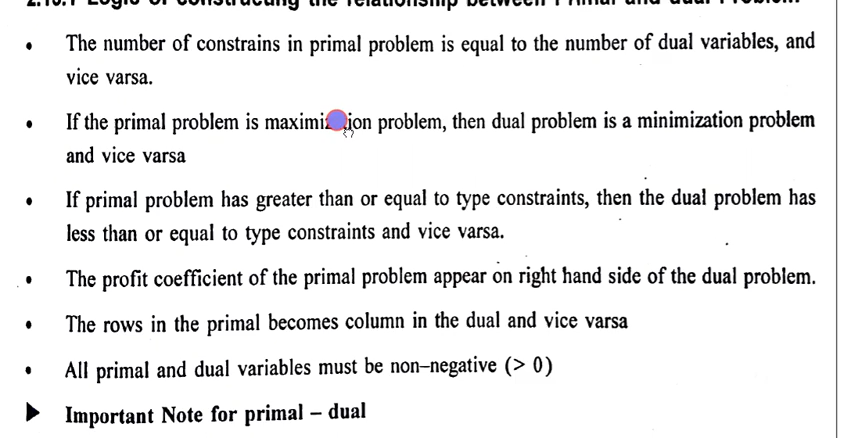 The number of constrains in primal problem is equal to the number of dual variables, and
vice varsa.
If the primal problem is problem, then dual problem is a minimization problem
and vice varsa
If primal problem has greater than or equal to type constraints, then the dual problem has
less than or equal to type constraints and vice varsa.
The profit coefficient of the primal problem appear on right hand side of the dual problem.
The rows in the primal becomes column in the dual and vice varsa
All primal and dual variables must be non–negative (> 0)
Important Note for primal – dual